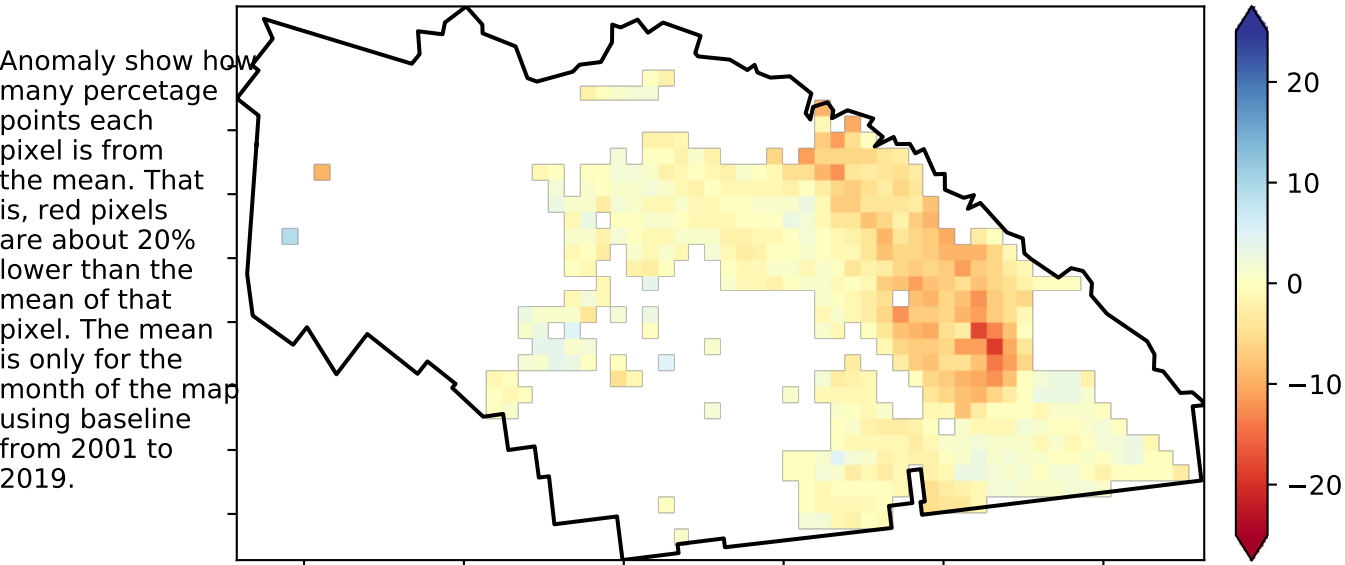 Anomaly show how
many percetage
points each
pixel is from
the mean. That
is, red pixels
are about 20%
lower than the
mean of that
pixel. The mean
is only for the
month of the map
using baseline
from 2001 to
2019.
20
10
0
−10
−20